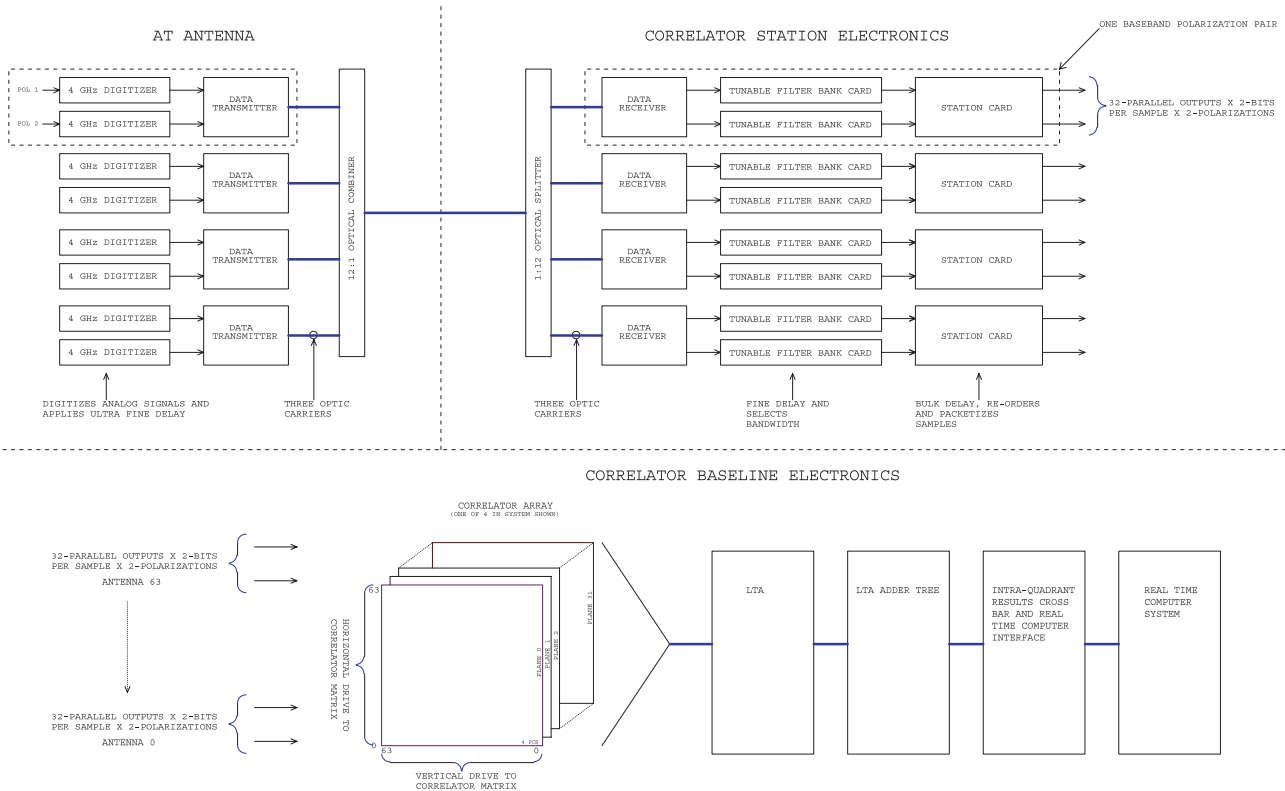 AT ANTENNA
CORRELATOR STATION ELECTRONICS
ONE BASEBAND POLARIZATION PAIR
POL 1
4 GHz DIGITIZER
POL 2
4 GHz DIGITIZER
DATA
TRANSMITTER
4 GHz DIGITIZER
4 GHz DIGITIZER
DATA
TRANSMITTER
4 GHz DIGITIZER
4 GHz DIGITIZER
DATA
TRANSMITTER
4 GHz DIGITIZER
4 GHz DIGITIZER
DATA
TRANSMITTER
12:1 OPTICAL COMBINER
1:12 OPTICAL SPLITTER
DATA
RECEIVER
TUNABLE FILTER BANK CARD
TUNABLE FILTER BANK CARD
STATION CARD
32-PARALLEL OUTPUTS X 2-BITS
PER SAMPLE X 2-POLARIZATIONS
DATA
RECEIVER
TUNABLE FILTER BANK CARD
TUNABLE FILTER BANK CARD
STATION CARD
DATA
RECEIVER
TUNABLE FILTER BANK CARD
TUNABLE FILTER BANK CARD
STATION CARD
DATA
RECEIVER
TUNABLE FILTER BANK CARD
TUNABLE FILTER BANK CARD
STATION CARD
DIGITIZES ANALOG SIGNALS AND
APPLIES ULTRA FINE DELAY
THREE OPTIC
CARRIERS
THREE OPTIC
CARRIERS
FINE DELAY AND
SELECTS
BANDWIDTH
BULK DELAY, RE-ORDERS
AND PACKETIZES
SAMPLES
CORRELATOR BASELINE ELECTRONICS
CORRELATOR ARRAY
(ONE OF 4 IN SYSTEM SHOWN)
32-PARALLEL OUTPUTS X 2-BITS
PER SAMPLE X 2-POLARIZATIONS
ANTENNA 63
32-PARALLEL OUTPUTS X 2-BITS
PER SAMPLE X 2-POLARIZATIONS
ANTENNA 0
HORIZONTAL DRIVE TO
CORRELATOR MATRIX
63
0
63
0
4 PCS
PLANE 0
PLANE 1
PLANE 2
PLANE 31
VERTICAL DRIVE TO
CORRELATOR MATRIX
LTA
LTA ADDER TREE
INTRA-QUADRANT
RESULTS CROSS
BAR AND REAL
TIME COMPUTER
INTERFACE
REAL TIME
COMPUTER
SYSTEM